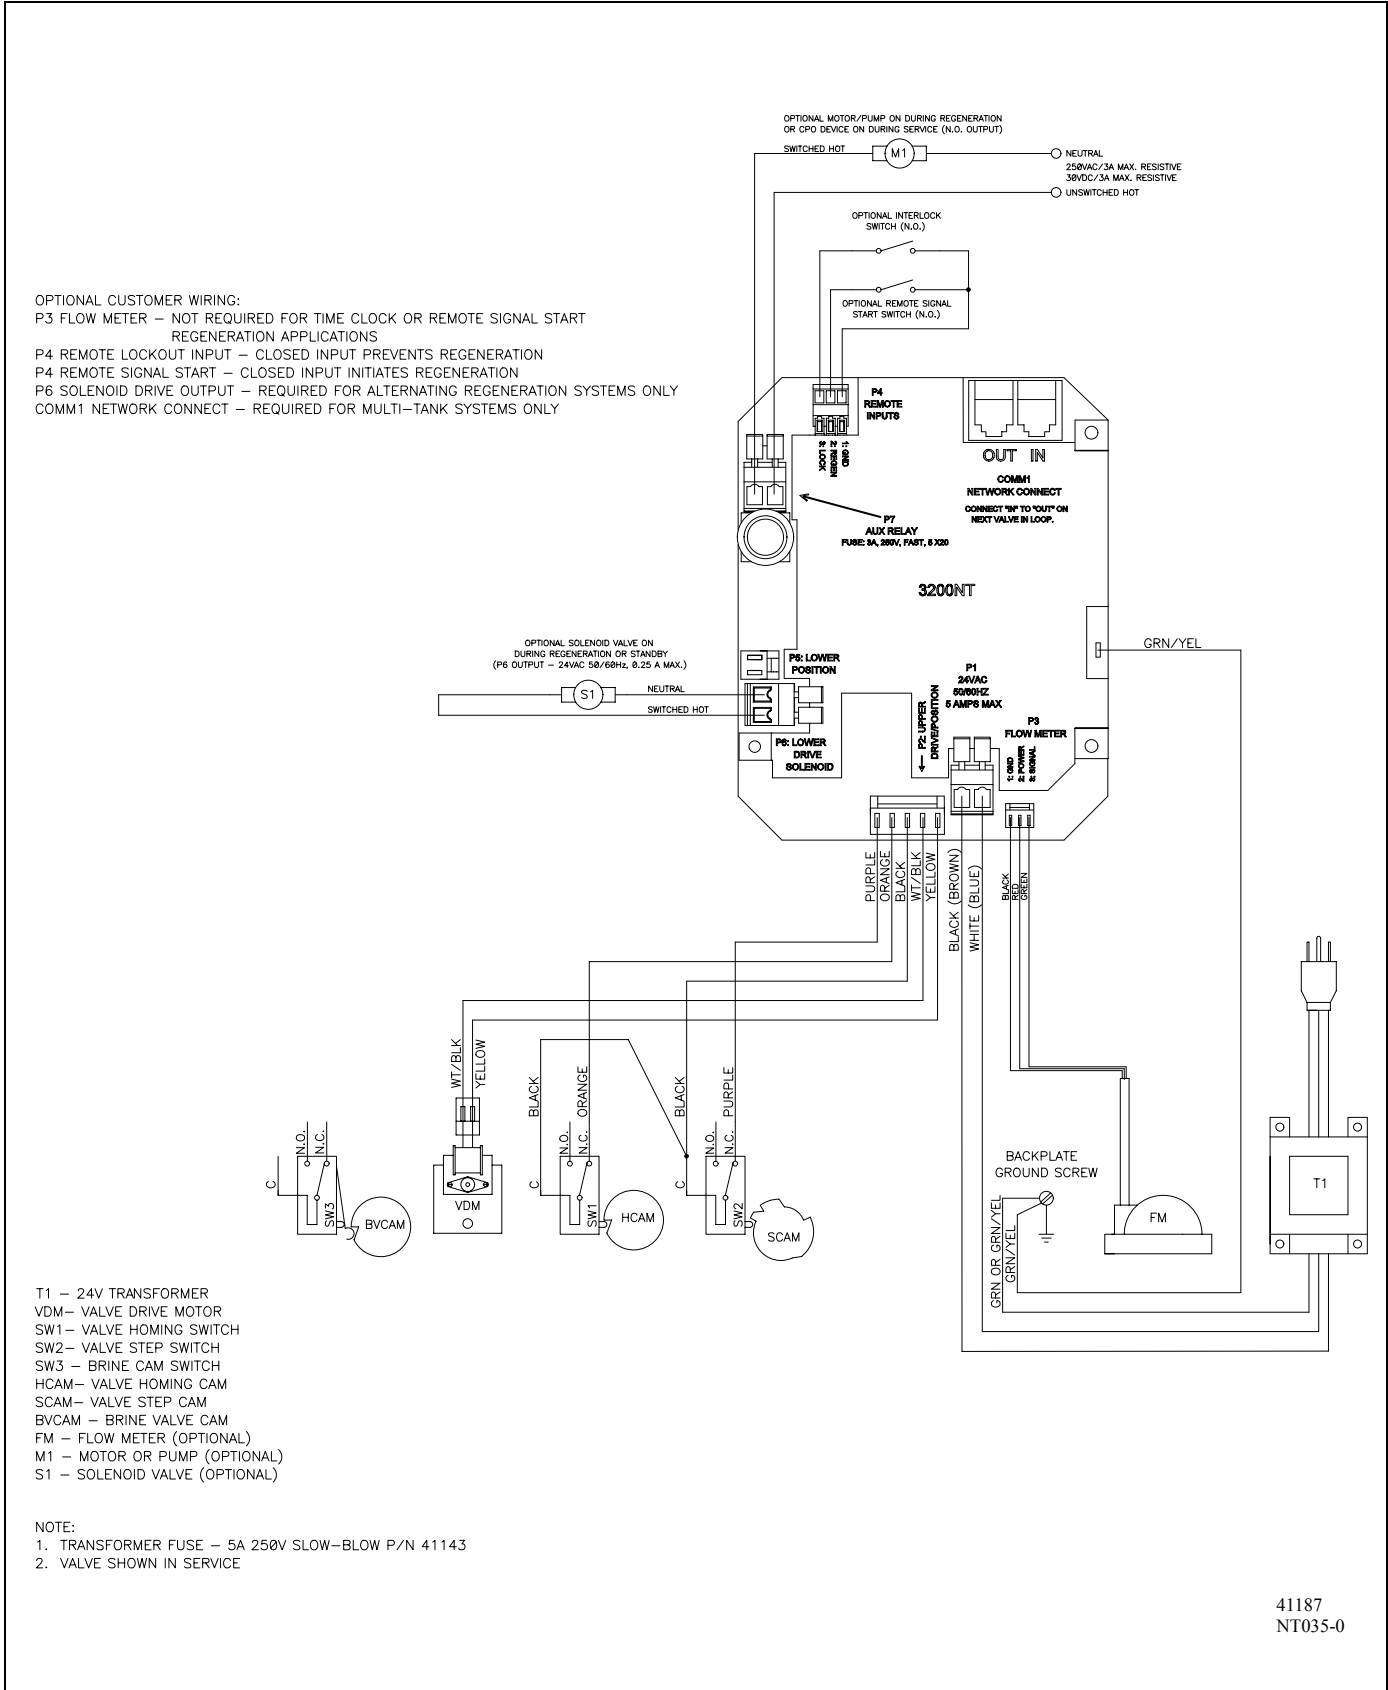 OPTIONAL MOTOR/PUMP ON DURING REGENERATION
OR CPO DEVICE ON DURING SERVICE (N.O. OUTPUT)
SWITCHED HOT
M1
NEUTRAL
250VAC/3A MAX. RESISTIVE
30VDC/3A MAX. RESISTIVE
UNSWITCHED HOT
OPTIONAL INTERLOCK
SWITCH (N.O.)
OPTIONAL REMOTE SIGNAL
START SWITCH (N.O.)
OPTIONAL CUSTOMER WIRING:
P3 FLOW METER – NOT REQUIRED FOR TIME CLOCK OR REMOTE SIGNAL START
REGENERATION APPLICATIONS
P4 REMOTE LOCKOUT INPUT – CLOSED INPUT PREVENTS REGENERATION
P4 REMOTE SIGNAL START – CLOSED INPUT INITIATES REGENERATION
P6 SOLENOID DRIVE OUTPUT – REQUIRED FOR ALTERNATING REGENERATION SYSTEMS ONLY
COMM1 NETWORK CONNECT – REQUIRED FOR MULTI–TANK SYSTEMS ONLY
P4
REMOTE
INPUTS
1: GND
2: REGEN
3: LOCK
OUT IN
COMM1
NETWORK CONNECT
CONNECT "IN" TO "OUT" ON
NEXT VALVE IN LOOP.
P7
AUX RELAY
FUSE: 3A, 250V, FAST, 5 X20
3200NT
GRN/YEL
OPTIONAL SOLENOID VALVE ON
DURING REGENERATION OR STANDBY
(P6 OUTPUT – 24VAC 50/60Hz, 0.25 A MAX.)
S1
NEUTRAL
SWITCHED HOT
P5: LOWER
POSITION
P6: LOWER
DRIVE
SOLENOID
P2: UPPER
DRIVE/POSITION
P1
24VAC
50/60HZ
5 AMPS MAX
P3
FLOW METER
1: GND
2: POWER
3: SIGNAL
PURPLE
ORANGE
BLACK
WT/BLK
YELLOW
BLACK (BROWN)
WHITE (BLUE)
BLACK
RED
GREEN
WT/BLK
YELLOW
BLACK
ORANGE
BLACK
PURPLE
N.O.
N.C.
C
SW3
BVCAM
VDM
N.O.
N.C.
C
SW1
HCAM
N.O.
N.C.
C
SW2
SCAM
BACKPLATE
GROUND SCREW
GRN OR GRN/YEL
GRN/YEL
FM
T1
T1 – 24V TRANSFORMER
VDM– VALVE DRIVE MOTOR
SW1– VALVE HOMING SWITCH
SW2– VALVE STEP SWITCH
SW3 – BRINE CAM SWITCH
HCAM– VALVE HOMING CAM
SCAM– VALVE STEP CAM
BVCAM – BRINE VALVE CAM
FM – FLOW METER (OPTIONAL)
M1 – MOTOR OR PUMP (OPTIONAL)
S1 – SOLENOID VALVE (OPTIONAL)
NOTE:
1. TRANSFORMER FUSE – 5A 250V SLOW–BLOW P/N 41143
2. VALVE SHOWN IN SERVICE
41187
NT035-0